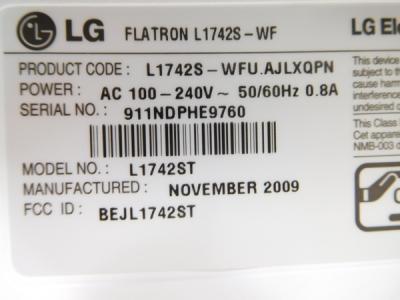 LG FLATRON L1742S-WF
PRODUCT CODE : L1742S-WFU.AJLXQPN
POWER : AC 100-240V ~ 50/60Hz 0.8A
SERIAL NO. : 911NDPHE9760
MODEL NO. : L1742ST
MANUFACTURED : NOVEMBER 2009
FCC ID : BEJL1742ST
LG Ele
This device
subject to the
cause harm
interference
undesired o
This Class
Cet appare
NMB-003 d